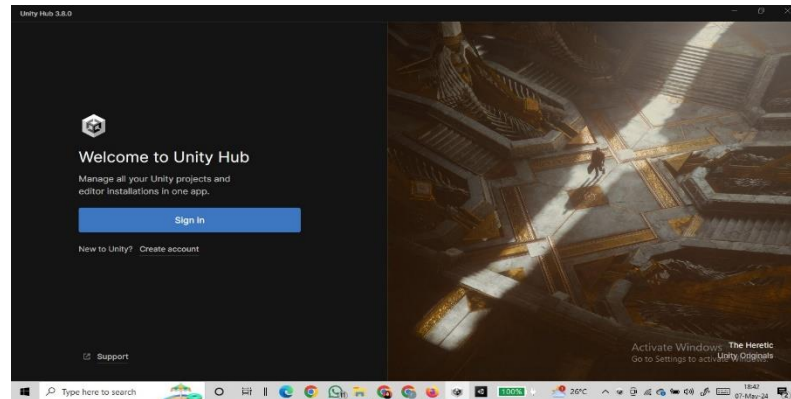 Unity Hub 3.8.0
Welcome to Unity Hub
Manage all your Unity projects and
editor installations in one app.
Sign in
New to Unity? Create account
Support
Activate Windows
Go to Settings to activate Windows.
The Heretic
Unity Originals
Type here to search
100%
26°C
18:42
07-May-24